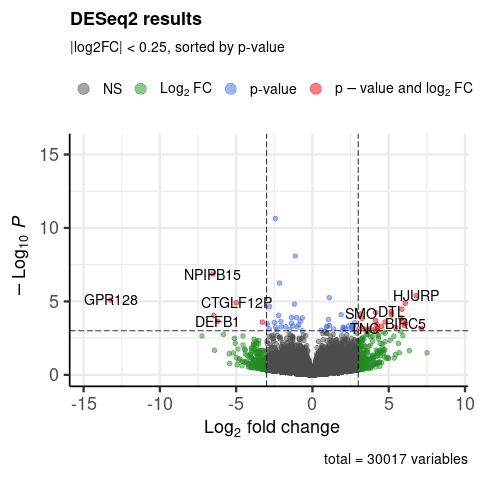 DESeq2 results
|log2FC| < 0.25, sorted by p-value
NS Log₂ FC p-value p − value and log₂ FC
− Log₁₀ P
15
10
5
0
NPIPB15
GPR128
CTGLF12P
DEFB1
HJURP
SMO
DTL
BIRC5
TNC
-15 -10 -5 0 5 10
Log₂ fold change
total = 30017 variables